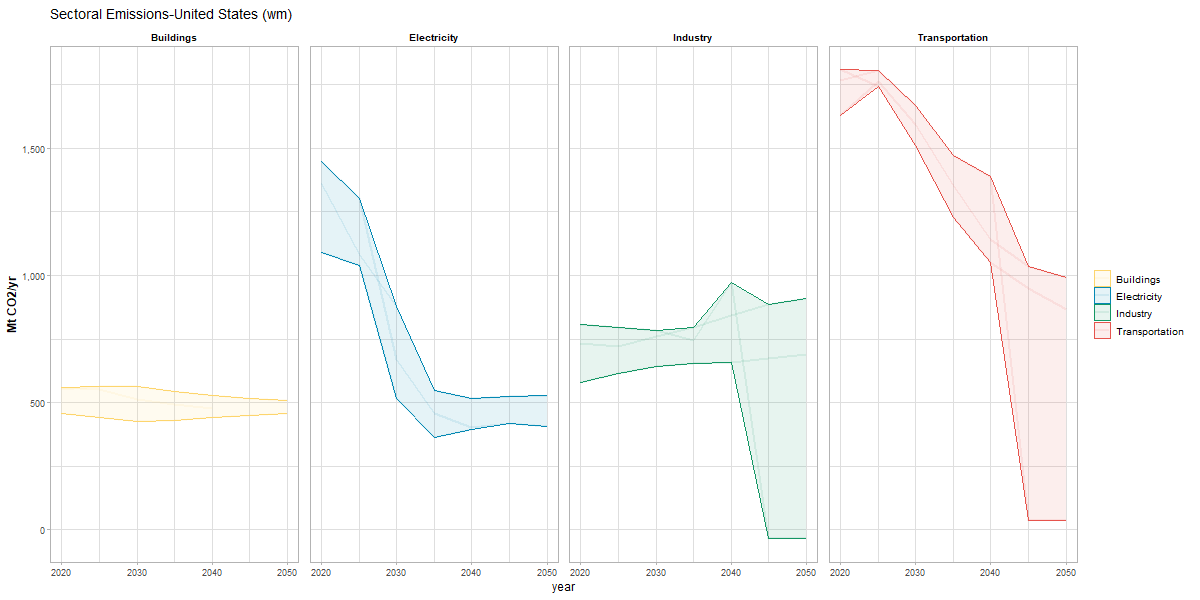 Sectoral Emissions-United States (wm)
Buildings
Electricity
Industry
Transportation
Mt CO2/yr
1,500
1,000
500
0
2020 2030 2040 2050
2020 2030 2040 2050
2020 2030 2040 2050
2020 2030 2040 2050
year
Buildings
Electricity
Industry
Transportation